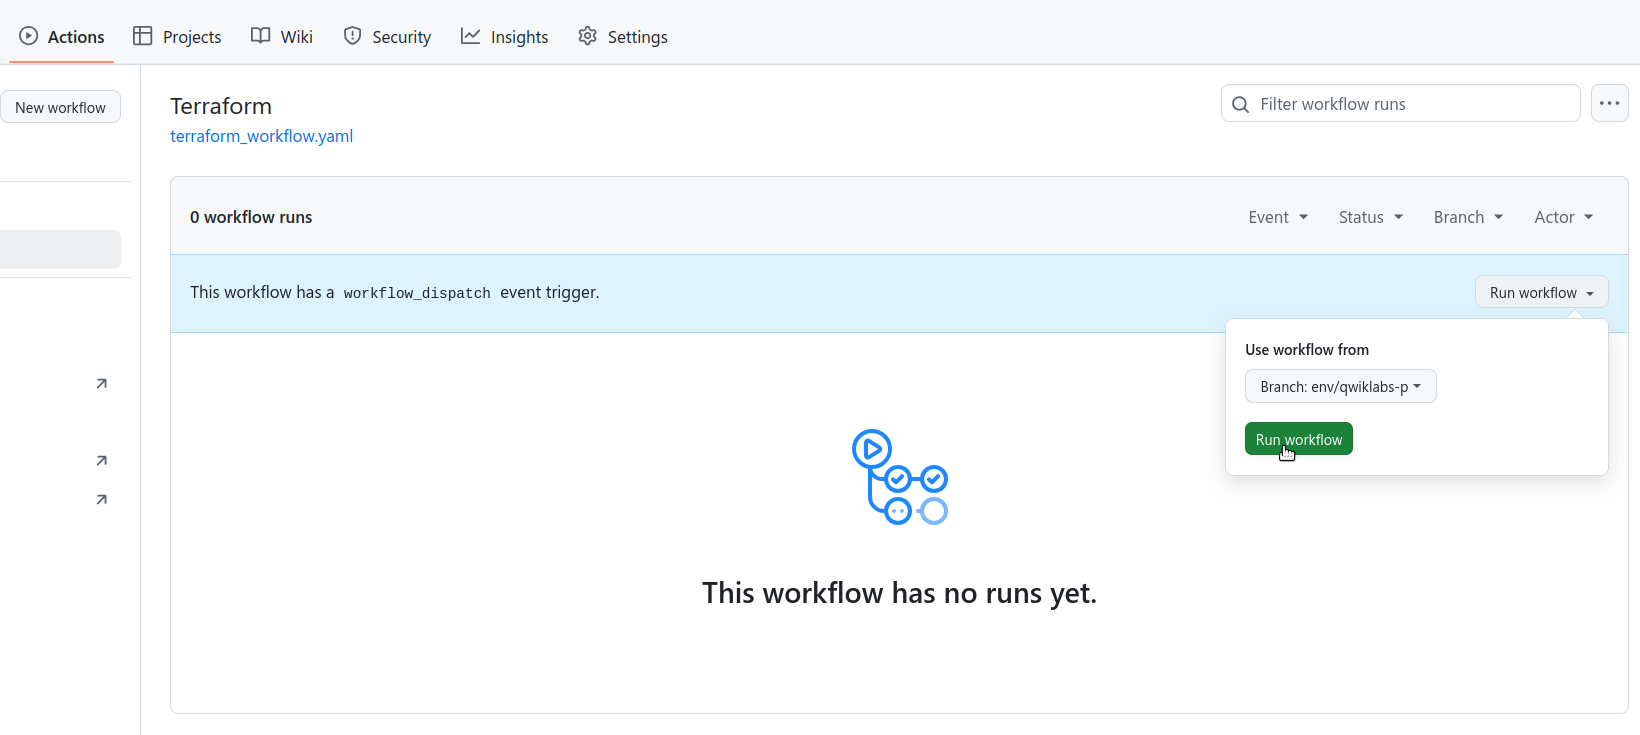 Actions Projects Wiki Security Insights Settings
New workflow
Terraform
terraform_workflow.yaml
Filter workflow runs
0 workflow runs
Event Status Branch Actor
This workflow has a workflow_dispatch event trigger.
Run workflow
Use workflow from
Branch: env/qwiklabs-p
Run workflow
This workflow has no runs yet.